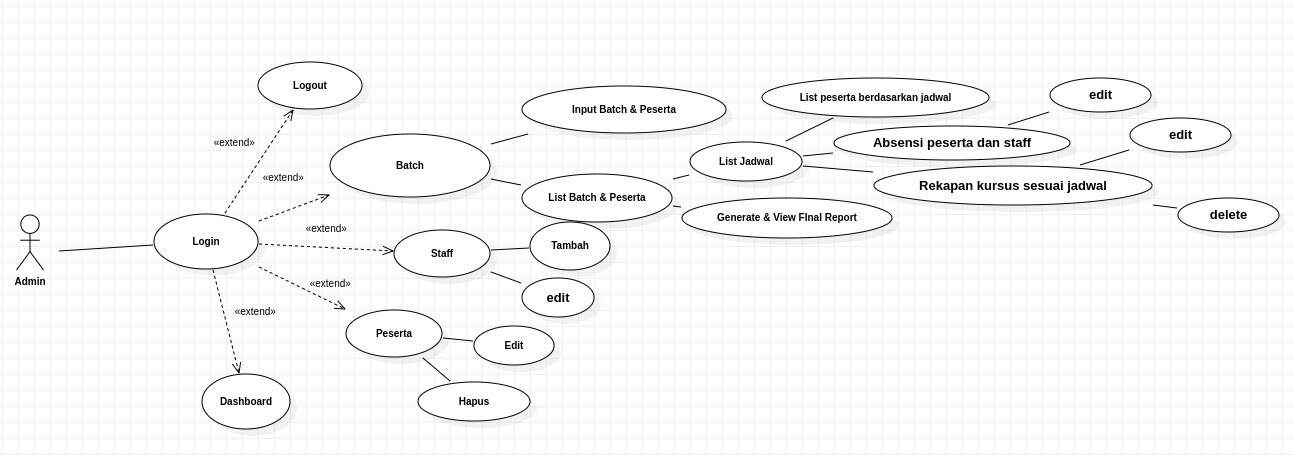 Logout
Input Batch & Peserta
List peserta berdasarkan jadwal
edit
«extend»
Batch
Absensi peserta dan staff
edit
«extend»
List Jadwal
Rekapan kursus sesuai jadwal
List Batch & Peserta
Generate & View FInal Report
delete
Login
«extend»
Staff
Tambah
Admin
«extend»
edit
«extend»
Peserta
Edit
Dashboard
Hapus